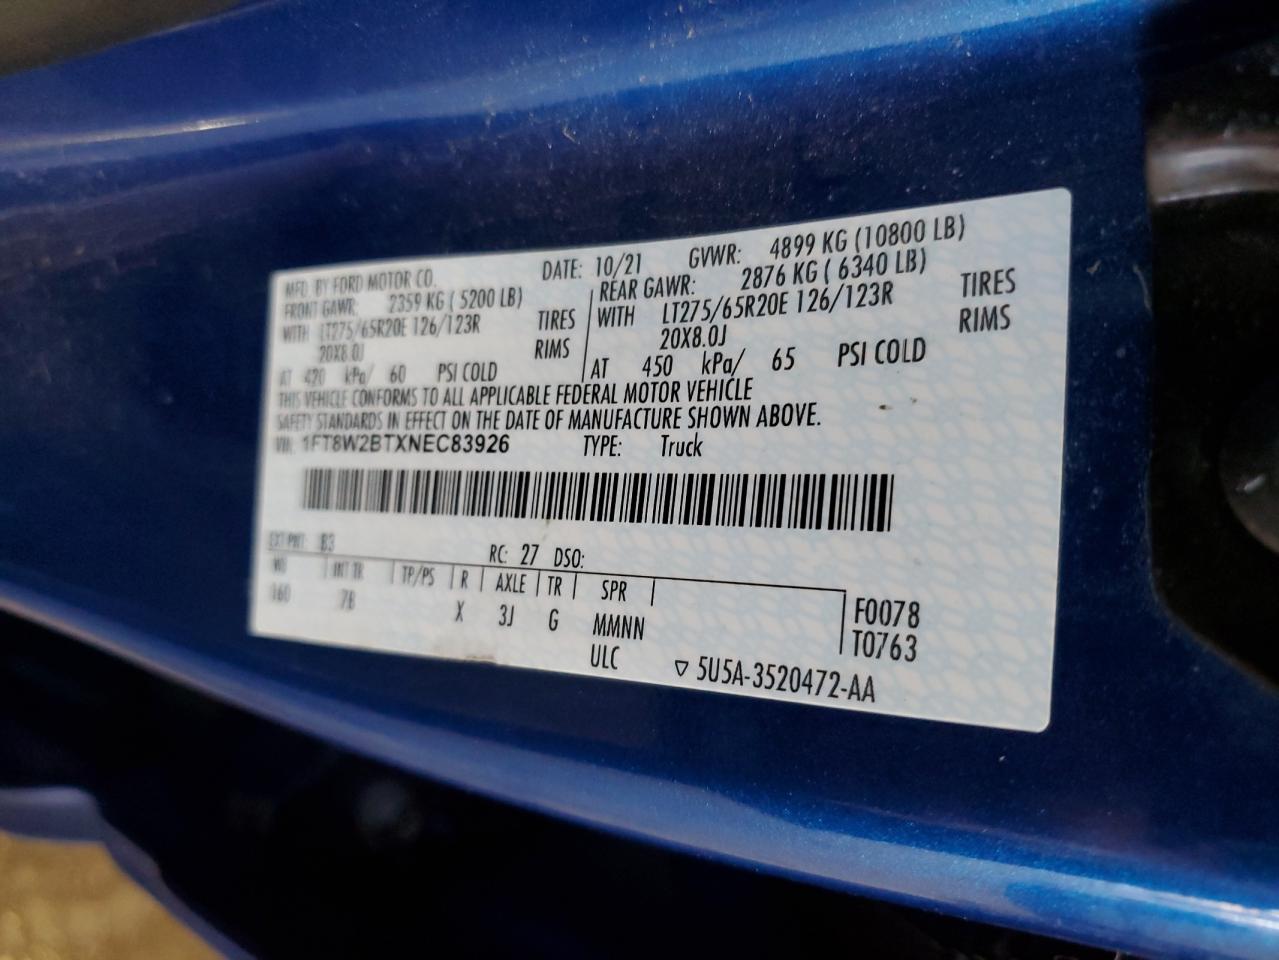 MFD. BY FORD MOTOR CO. DATE: 10/21 GVWR: 4899 KG (10800 LB)
FRONT GAWR: 2359 KG ( 5200 LB) REAR GAWR: 2876 KG ( 6340 LB)
WITH LT275/65R20E 126/123R TIRES WITH LT275/65R20E 126/123R TIRES
20X8.0J RIMS 20X8.0J RIMS
AT 420 kPa/ 60 PSI COLD AT 450 kPa/ 65 PSI COLD
THIS VEHICLE CONFORMS TO ALL APPLICABLE FEDERAL MOTOR VEHICLE
SAFETY STANDARDS IN EFFECT ON THE DATE OF MANUFACTURE SHOWN ABOVE.
VIN: 1FT8W2BTXNEC83926 TYPE: Truck
EXT PNT: B3 RC: 27 DSO:
WB INT TR TP/PS R AXLE TR SPR
160 7B X 3J G MMNN F0078
ULC T0763
▽ 5U5A-3520472-AA